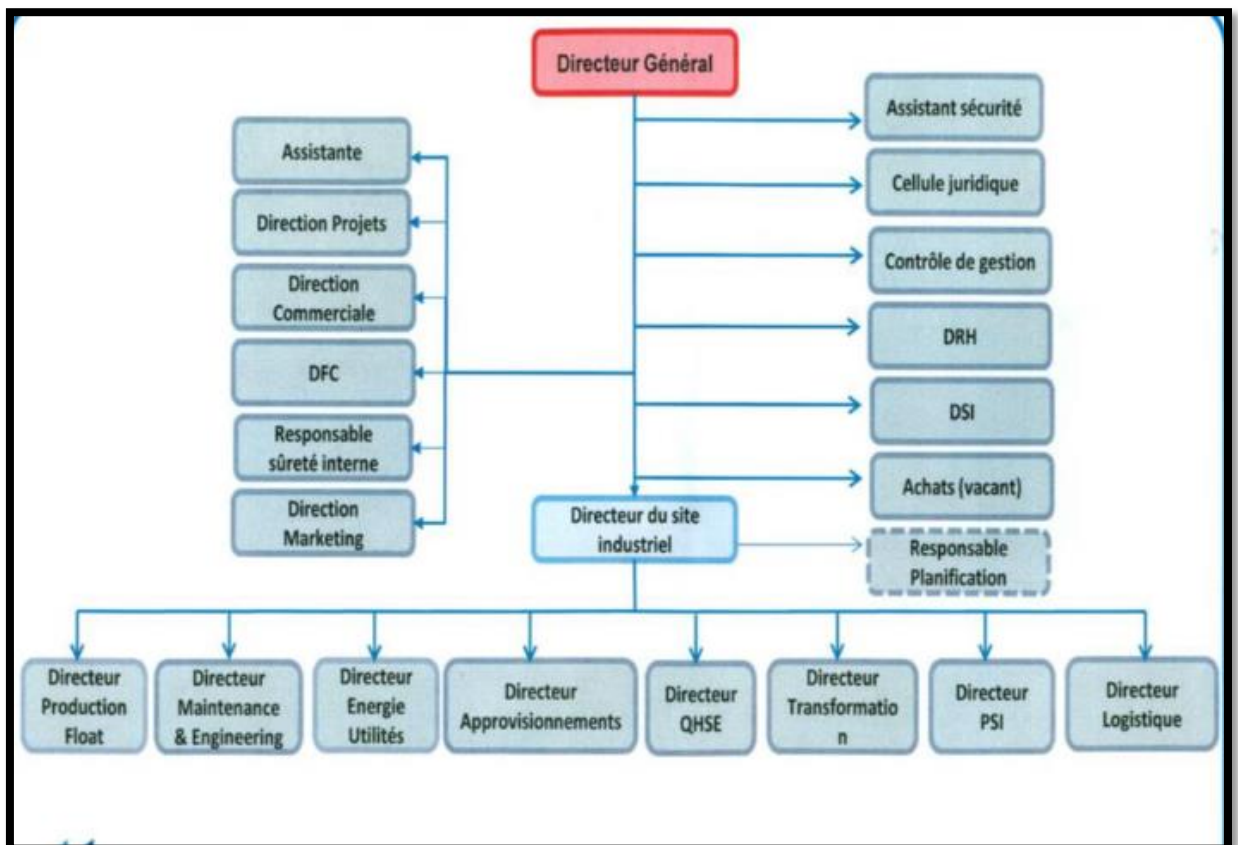 Directeur Général
Assistant sécurité
Assistante
Cellule juridique
Direction Projets
Contrôle de gestion
Direction
Commerciale
DRH
DFC
DSI
Responsable
sûreté interne
Achats (vacant)
Direction
Marketing
Directeur du site
industriel
Responsable
Planification
Directeur
Production
Float
Directeur
Maintenance
& Engineering
Directeur
Energie
Utilités
Directeur
Approvisionnements
Directeur
QHSE
Directeur
Transformatio
n
Directeur
PSI
Directeur
Logistique